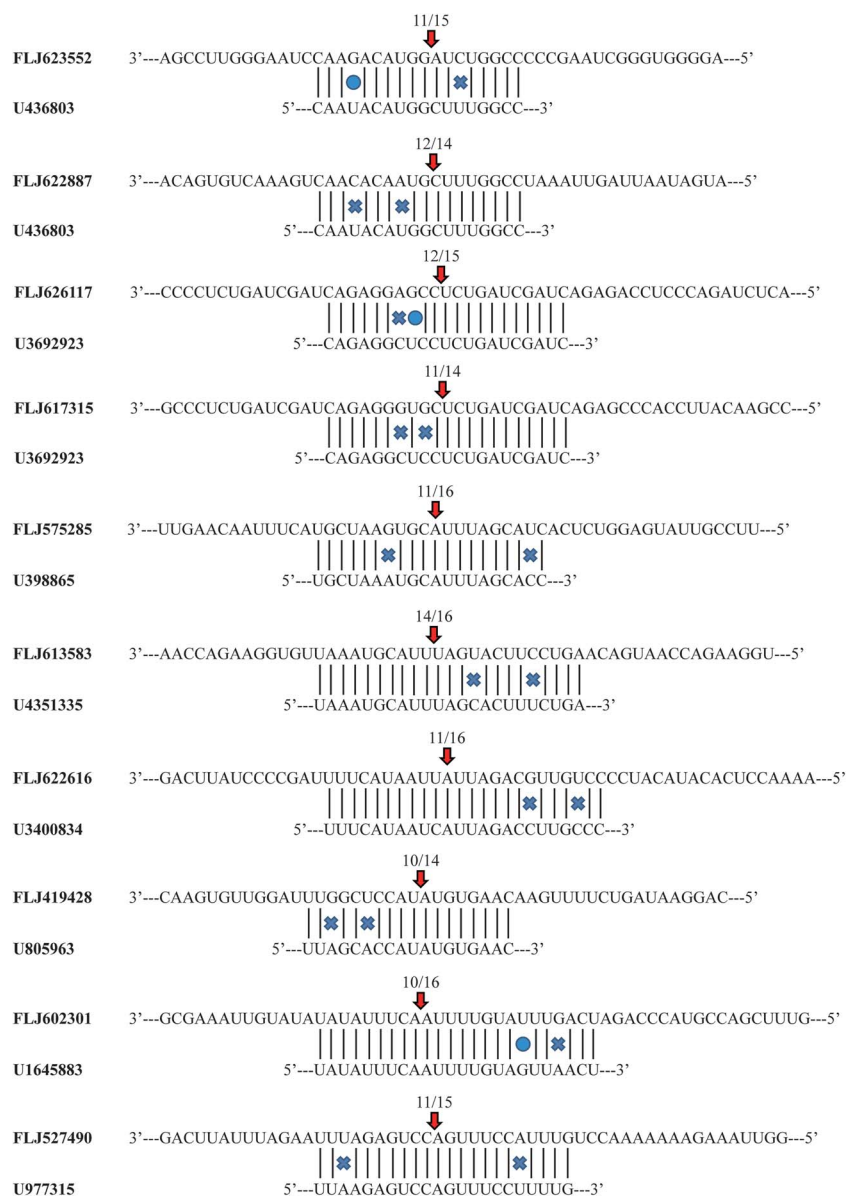 11/15
FLJ623552 3’---AGCCUUGGGAAUCCAAGACAUGGAUCUGGCCCCCGAAUCGGGUGGGGA---5’
U436803 5’---CAAUACAUGGCUUUGGCC---3’
12/14
FLJ622887 3’---ACAGUGUCAAAGUCAACACAAUGCUUUGGCCUAAAUUGAUUAAUAGUA---5’
U436803 5’---CAAUACAUGGCUUUGGCC---3’
12/15
FLJ626117 3’---CCCCUCUGAUCGAUCAGAGGAGCCUCUGAUCGAUCAGAGACCUCCCAGAUCUCA---5’
U3692923 5’---CAGAGGCUCCUCUGAUCGAUC---3’
11/14
FLJ617315 3’---GCCCUCUGAUCGAUCAGAGGGUGCUCUGAUCGAUCAGAGCCCACCUUACAAGCC---5’
U3692923 5’---CAGAGGCUCCUCUGAUCGAUC---3’
11/16
FLJ575285 3’---UUGAACAAUUUCAUGCUAAGUGCAUUUAGCAUCACUCUGGAGUAUUGCCUU---5’
U398865 5’---UGCUAAAUGCAUUUAGCACC---3’
14/16
FLJ613583 3’---AACCAGAAGGUGUUAAAUGCAUUUAGUACUUCCUGAACAGUAACCAGAAGGU---5’
U4351335 5’---UAAAUGCAUUUAGCACUUUCUGA---3’
11/16
FLJ622616 3’---GACUUAUCCCCGAUUUUCAUAAUUAUUAGACGUUGUCCCCUACAUACACUCCAAAA---5’
U3400834 5’---UUUCAUAAUCAUUAGACCUUGCCC---3’
10/14
FLJ419428 3’---CAAGUGUUGGAUUUGGCUCCAUAUGUGAACAAGUUUUCUGAUAAGGAC---5’
U805963 5’---UUAGCACCAUAUGUGAAC---3’
10/16
FLJ602301 3’---GCGAAAUUGUAUAUAUAUUUCAAUUUUGUAUUUGACUAGACCCAUGCCAGCUUUG---5’
U1645883 5’---UAUAUUUCAAUUUUGUAGUUAACU---3’
11/15
FLJ527490 3’---GACUUAUUUAGAAUUUAGAGUCCAGUUUCCAUUUGUCCAAAAAAAGAAAUUGG---5’
U977315 5’---UUAAGAGUCCAGUUUCCUUUUG---3’